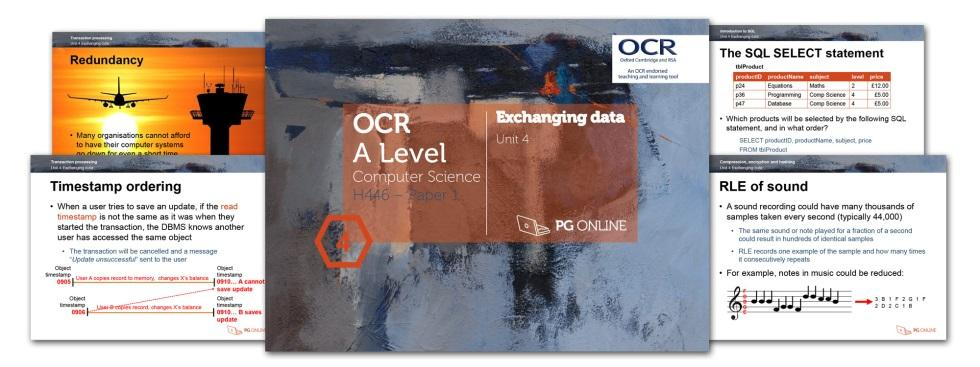 Transaction processing
Unit 4 Exchanging data
Redundancy
• Many organisations cannot afford
to have their computer systems
go down for even a short time
Transaction processing
Unit 4 Exchanging data
Timestamp ordering
• When a user tries to save an update, if the read
timestamp is not the same as it was when they
started the transaction, the DBMS knows another
user has accessed the same object
• The transaction will be cancelled and a message
"Update unsuccessful" sent to the user
Object
timestamp
0905
User A copies record to memory, changes X's balance
Object
timestamp
0910... A cannot
save update
Object
timestamp
0906
User B copies record, changes X's balance
Object
timestamp
0910... B saves
update
PG ONLINE
OCR
Oxford Cambridge and RSA
An OCR endorsed
teaching and learning tool
OCR
A Level
Computer Science
H446 – Paper 1
Exchanging data
Unit 4
4
PG ONLINE
Introduction to SQL
Unit 4 Exchanging data
The SQL SELECT statement
tblProduct
productID productName subject level price
p24 Equations Maths 2 £12.00
p36 Programming Comp Science 4 £5.00
p47 Database Comp Science 4 £5.00
• Which products will be selected by the following SQL
statement, and in what order?
SELECT productID, productName, subject, price
FROM tblProduct
Compression, encryption and hashing
Unit 4 Exchanging data
RLE of sound
• A sound recording could have many thousands of
samples taken every second (typically 44,000)
• The same sound or note played for a fraction of a second
could result in hundreds of identical samples
• RLE records one example of the sample and how many times
it consecutively repeats
• For example, notes in music could be reduced:
3 B 1 F 2 G 1 F
2 D 2 C 1 B
PG ONLINE